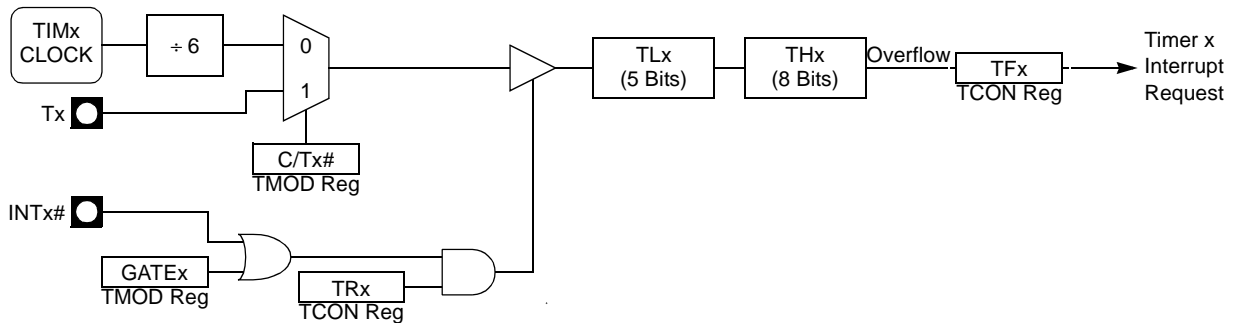 TIMx
CLOCK
÷ 6
0
1
Tx
C/Tx#
TMOD Reg
TLx
(5 Bits)
THx
(8 Bits)
Overflow
TFx
TCON Reg
Timer x
Interrupt
Request
INTx#
GATEx
TMOD Reg
TRx
TCON Reg